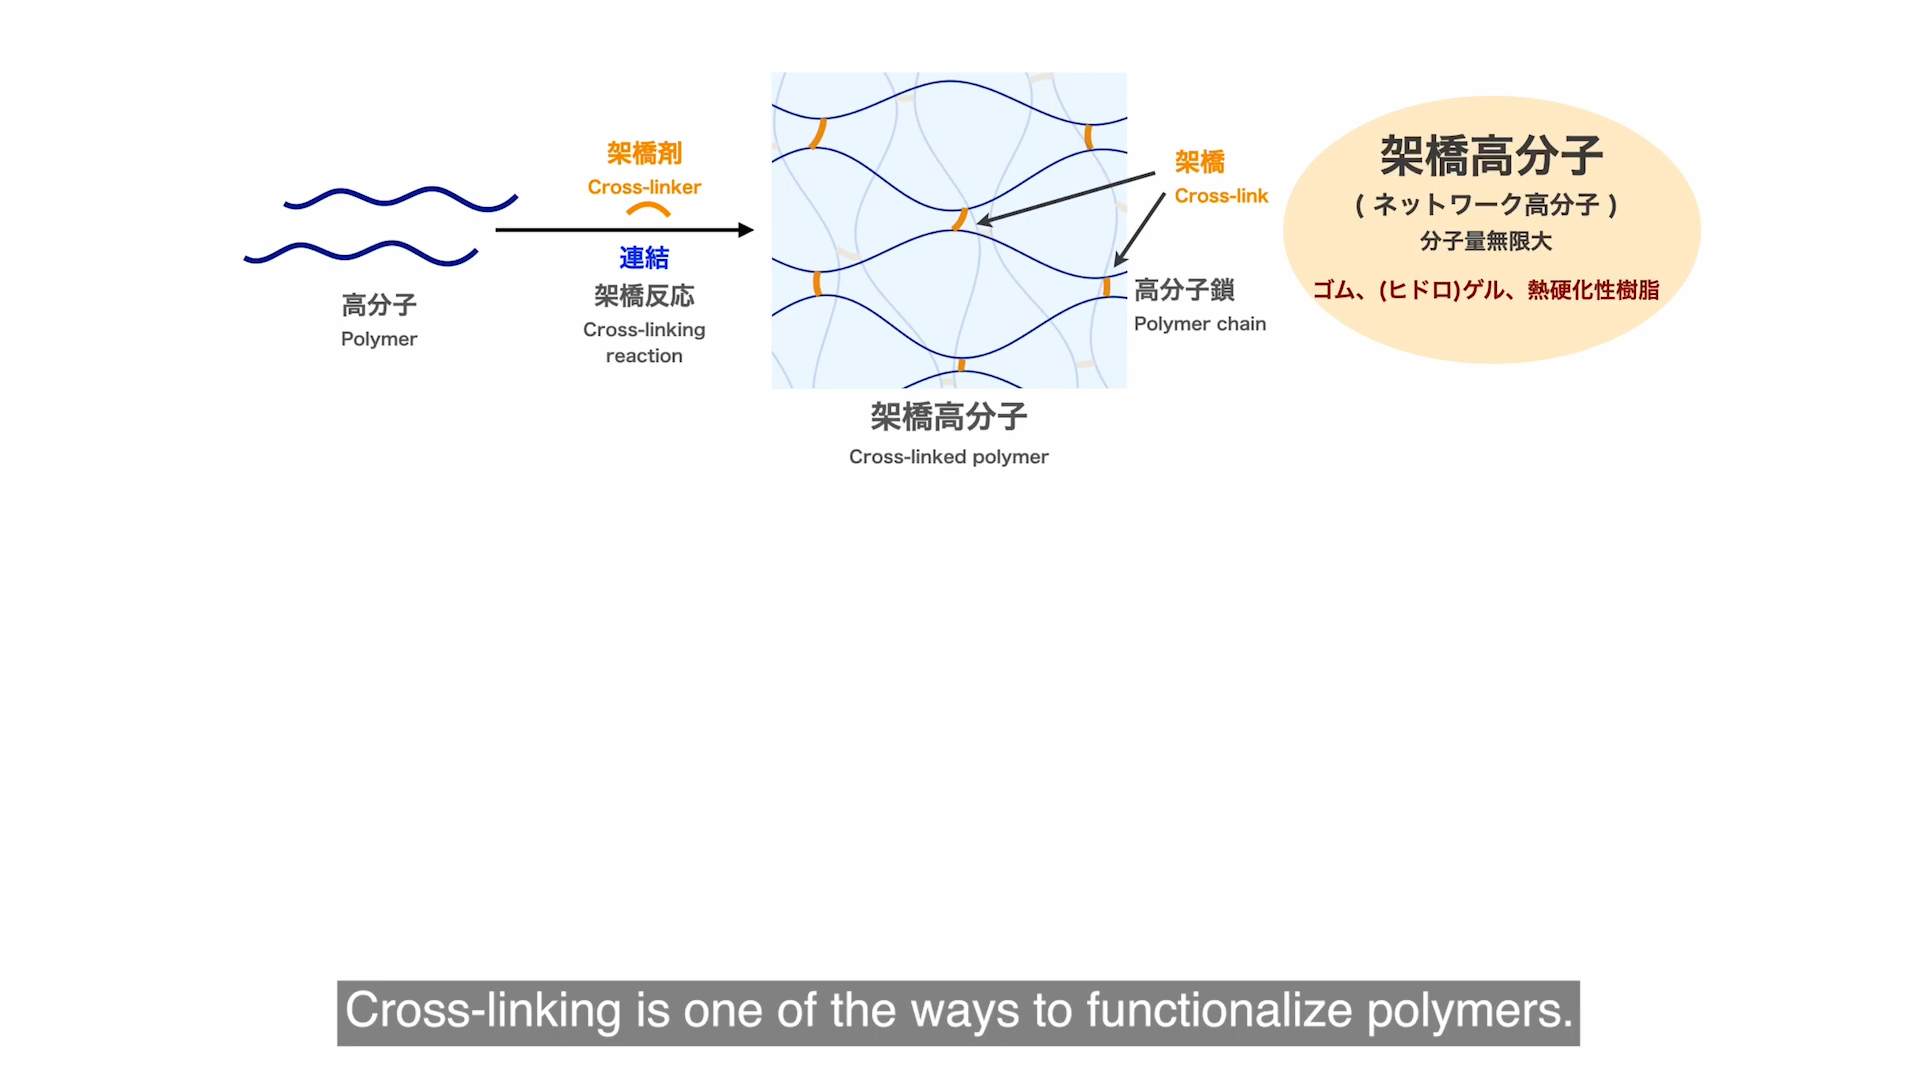 高分子
Polymer
架橋剤
Cross-linker
連結
架橋反応
Cross-linking
reaction
架橋
Cross-link
高分子鎖
Polymer chain
架橋高分子
Cross-linked polymer
架橋高分子
( ネットワーク高分子 )
分子量無限大
ゴム、(ヒドロ)ゲル、熱硬化性樹脂
Cross-linking is one of the ways to functionalize polymers.